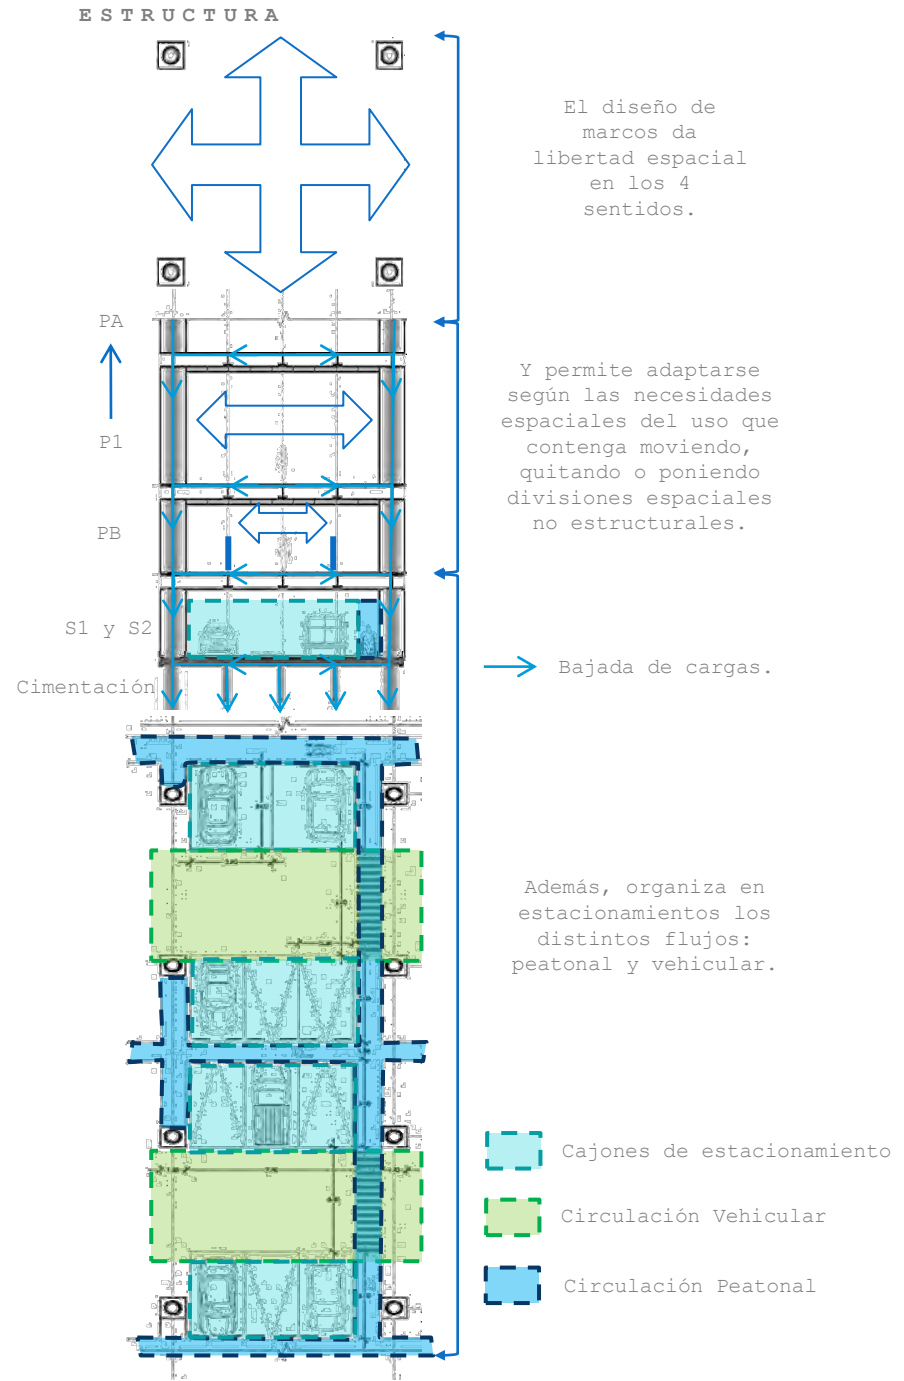 ESTRUCTURA
El diseño de
marcos da
libertad espacial
en los 4
sentidos.
PA
P1
PB
S1 y S2
Cimentación
Y permite adaptarse
según las necesidades
espaciales del uso que
contenga moviendo,
quitando o poniendo
divisiones espaciales
no estructurales.
Bajada de cargas.
Además, organiza en
estacionamientos los
distintos flujos:
peatonal y vehicular.
Cajones de estacionamiento
Circulación Vehicular
Circulación Peatonal